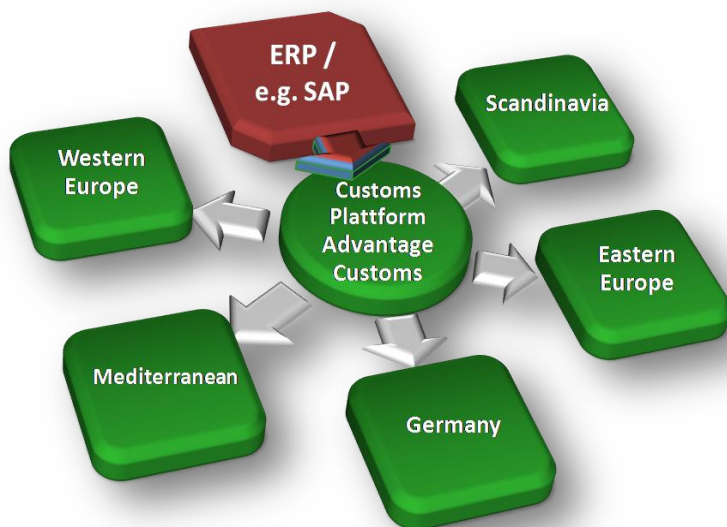 ERP /
e.g. SAP
Scandinavia
Western
Europe
Customs
Plattform
Advantage
Customs
Eastern
Europe
Mediterranean
Germany